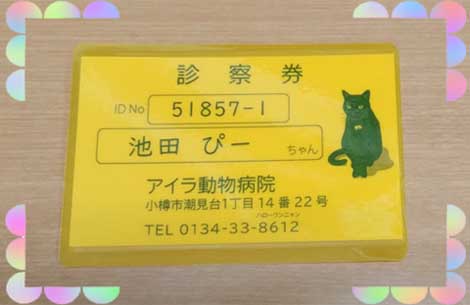 診察券
ID No 51857-1
池田 ぴー ちゃん
アイラ動物病院
小樽市潮見台1丁目14番22号
ハローワンニャン
TEL 0134-33-8612